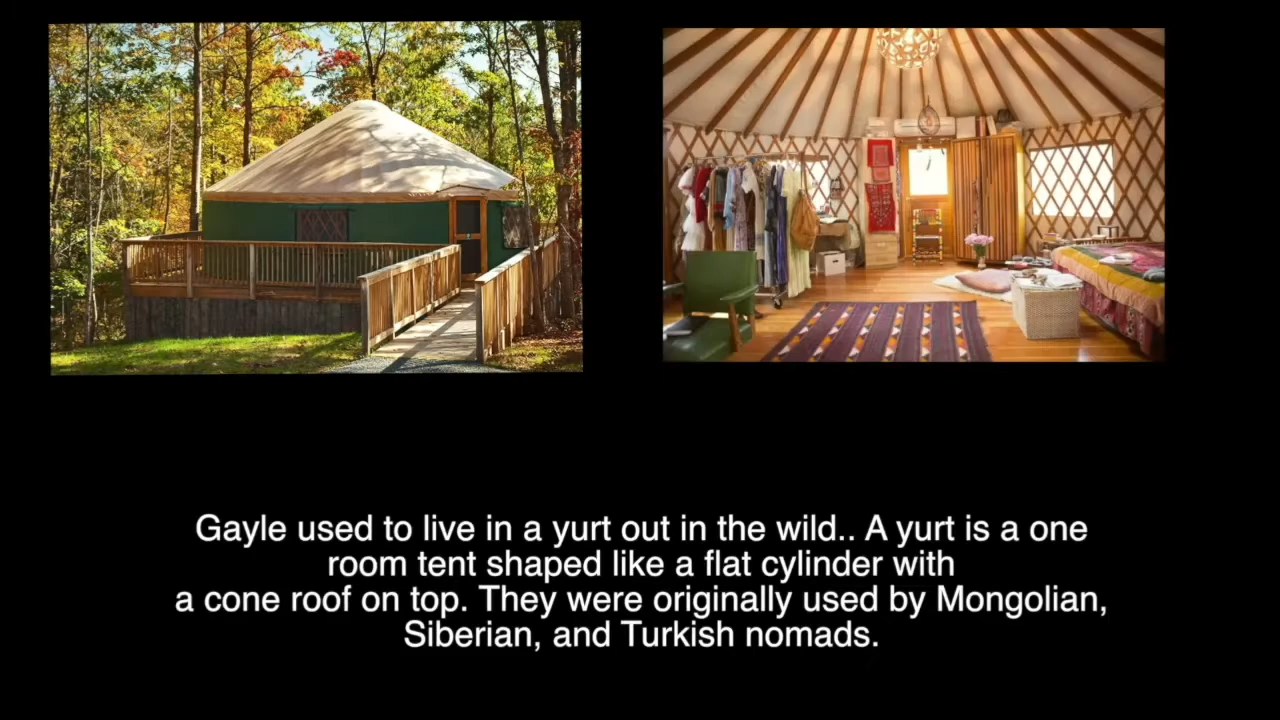 Gayle used to live in a yurt out in the wild.. A yurt is a one
room tent shaped like a flat cylinder with
a cone roof on top. They were originally used by Mongolian,
Siberian, and Turkish nomads.